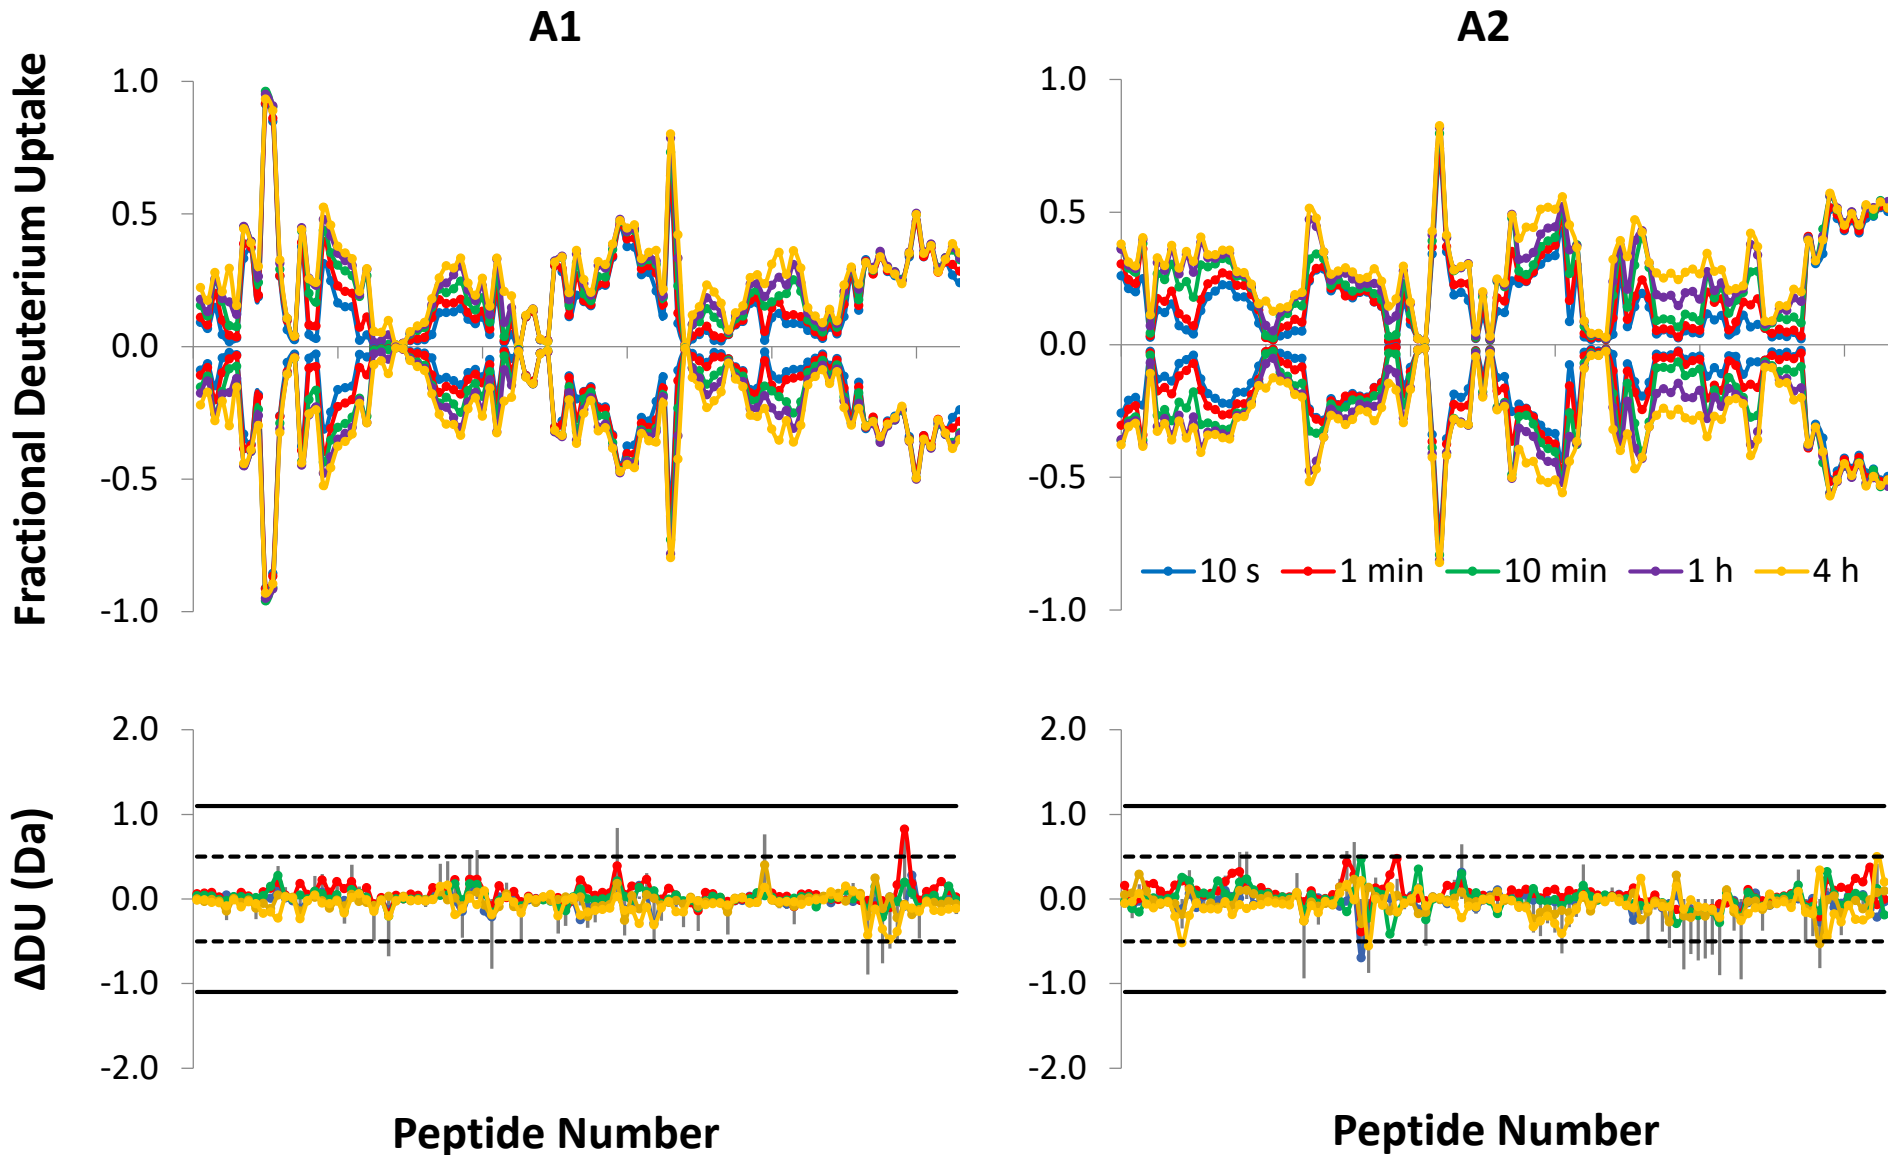 A1
A2
Fractional Deuterium Uptake
1.0
0.5
0.0
-0.5
-1.0
1.0
0.5
0.0
-0.5
-1.0
10 s
1 min
10 min
1 h
4 h
ΔDU (Da)
2.0
1.0
0.0
-1.0
-2.0
2.0
1.0
0.0
-1.0
-2.0
Peptide Number
Peptide Number